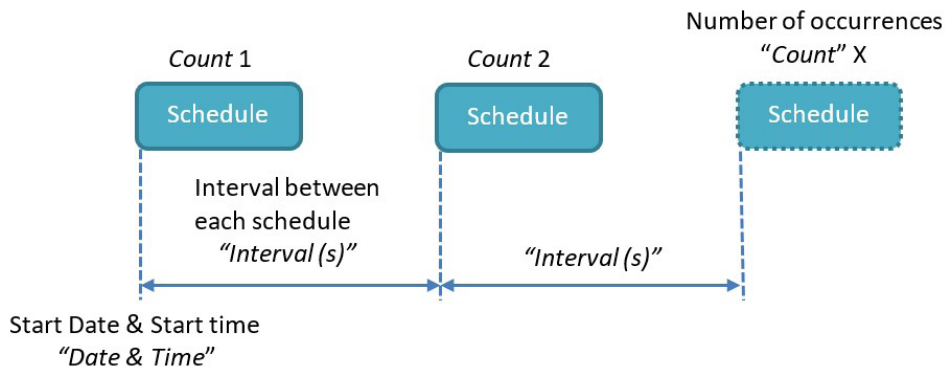 Number of occurrences
Count 1
Count 2
“Count” X
Schedule
Schedule
Schedule
Interval between
each schedule
“Interval (s)”
“Interval (s)”
Start Date & Start time
“Date & Time”